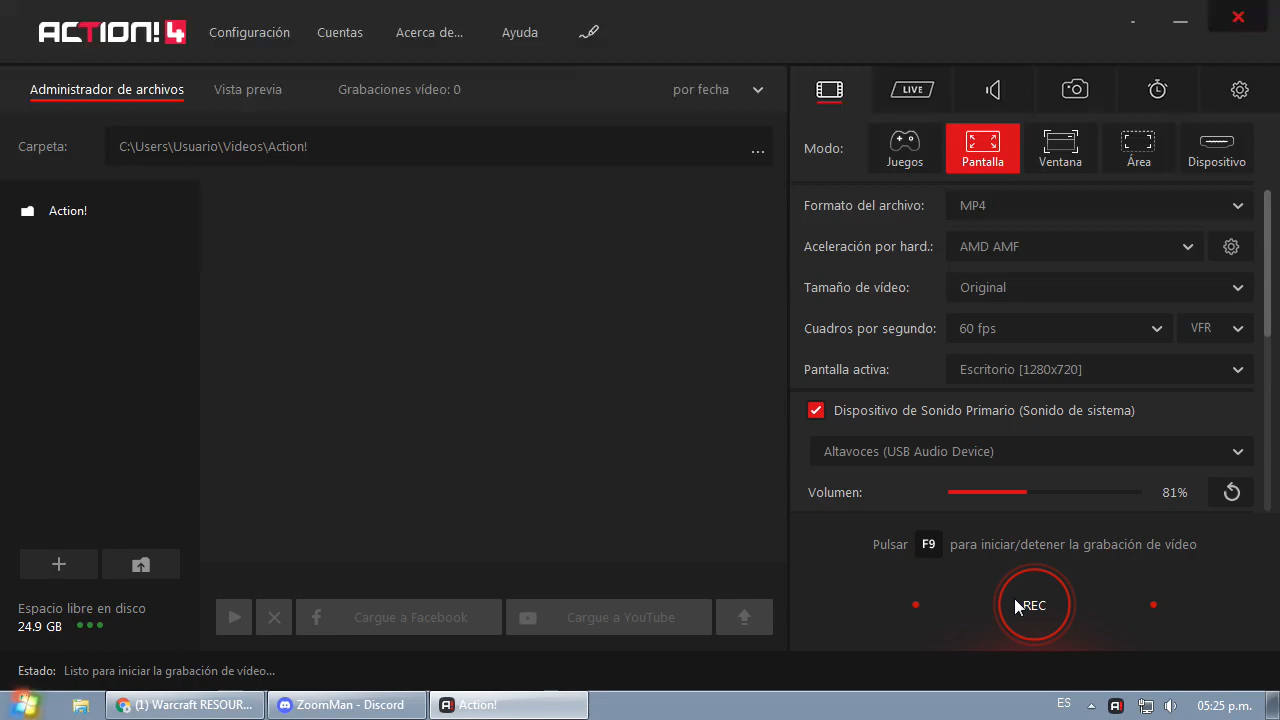 ACTION! 4
Configuración
Cuentas
Acerca de...
Ayuda
Administrador de archivos
Vista previa
Grabaciones vídeo: 0
por fecha
LIVE
Carpeta:
C:\Users\Usuario\Videos\Action!
...
Modo:
Juegos
Pantalla
Ventana
Área
Dispositivo
Action!
Formato del archivo:
MP4
Aceleración por hard.:
AMD AMF
Tamaño de vídeo:
Original
Cuadros por segundo:
60 fps
VFR
Pantalla activa:
Escritorio [1280x720]
Dispositivo de Sonido Primario (Sonido de sistema)
Altavoces (USB Audio Device)
Volumen:
81%
Pulsar F9 para iniciar/detener la grabación de vídeo
REC
Espacio libre en disco
24.9 GB
Cargue a Facebook
Cargue a YouTube
Estado: Listo para iniciar la grabación de vídeo...
(1) Warcraft RESOUR...
ZoomMan - Discord
Action!
ES
05:25 p.m.